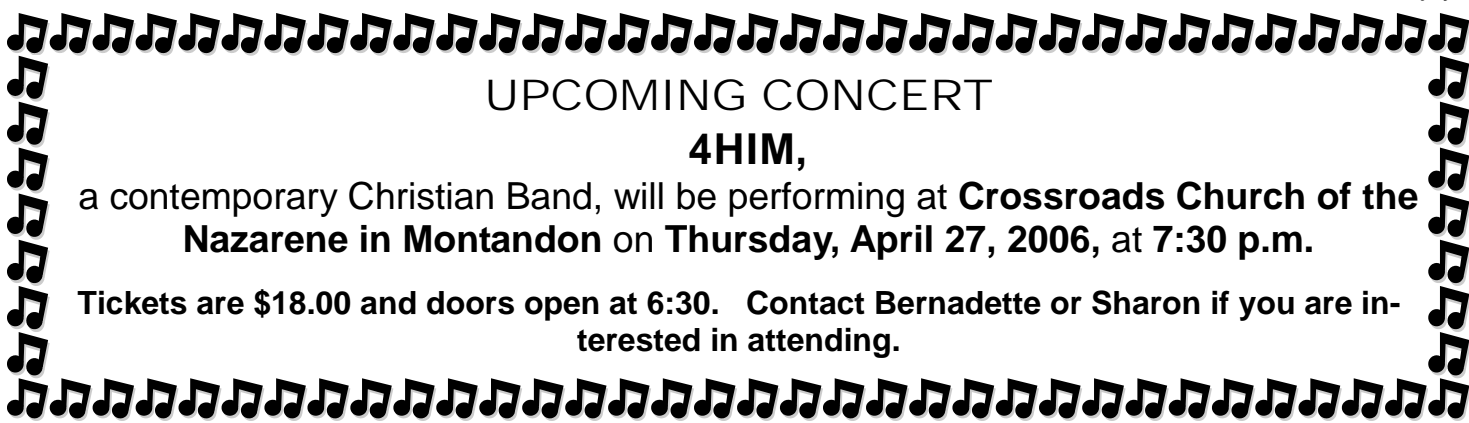 UPCOMING CONCERT
4HIM,
a contemporary Christian Band, will be performing at Crossroads Church of the
Nazarene in Montandon on Thursday, April 27, 2006, at 7:30 p.m.
Tickets are $18.00 and doors open at 6:30.   Contact Bernadette or Sharon if you are in-
terested in attending.